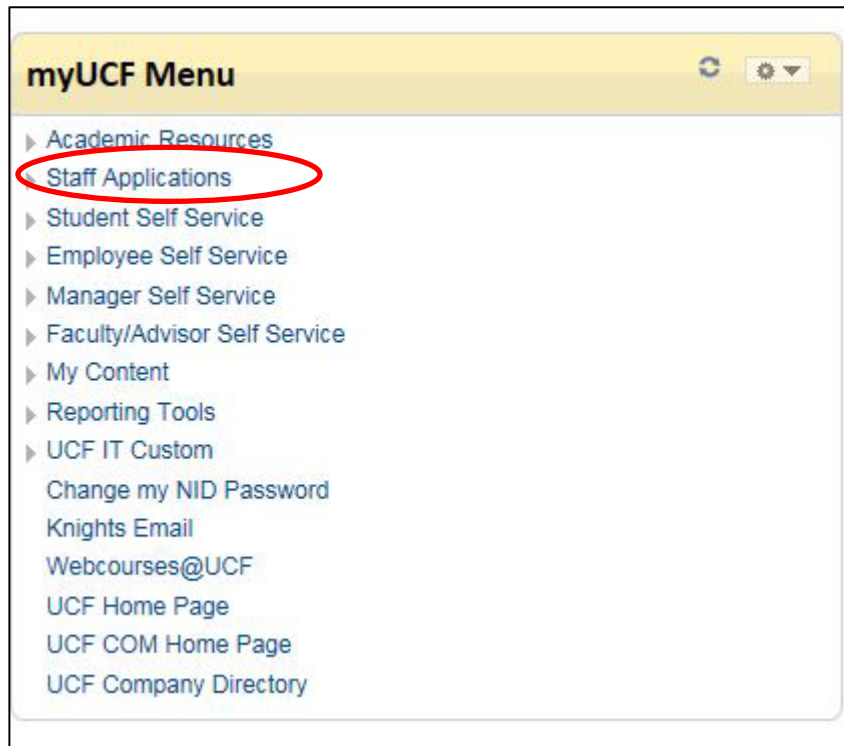 myUCF Menu
Academic Resources
Staff Applications
Student Self Service
Employee Self Service
Manager Self Service
Faculty/Advisor Self Service
My Content
Reporting Tools
UCF IT Custom
Change my NID Password
Knights Email
Webcourses@UCF
UCF Home Page
UCF COM Home Page
UCF Company Directory